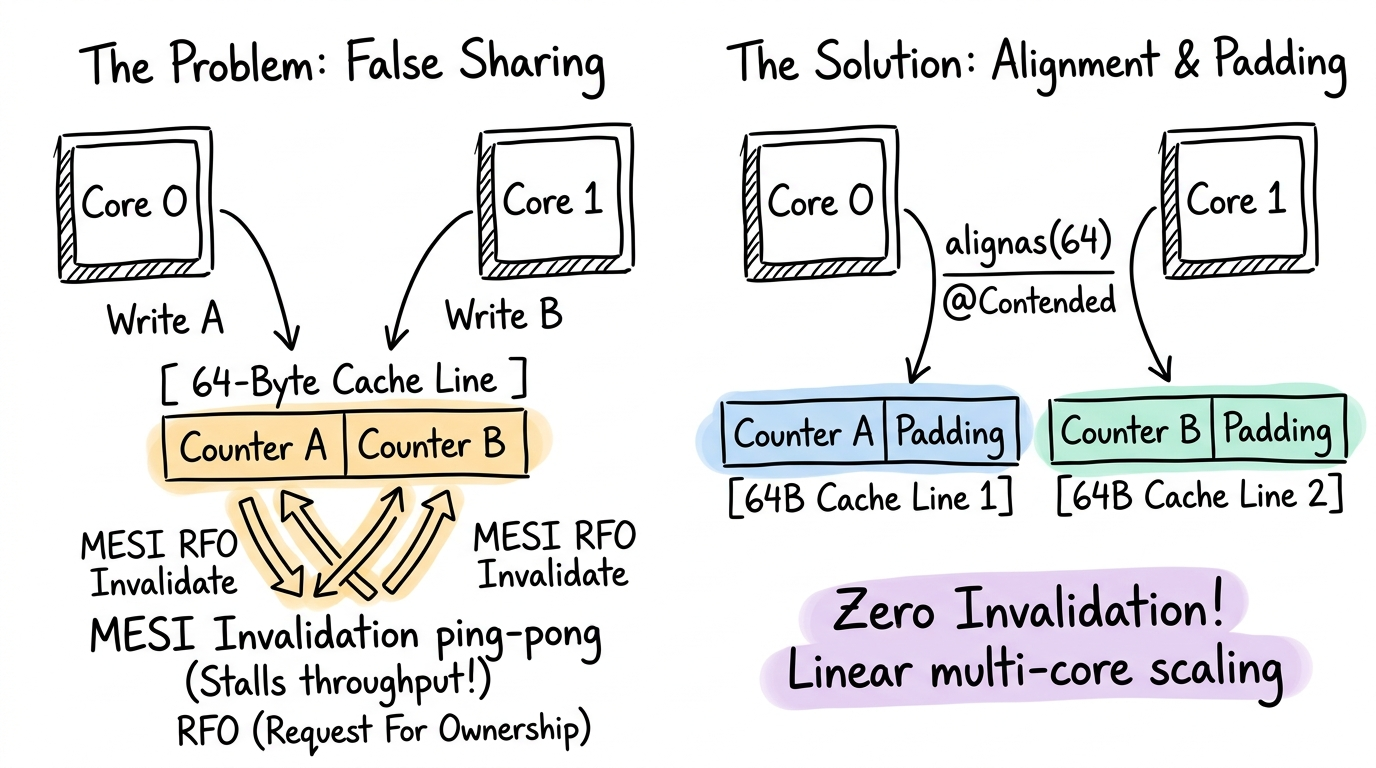 The Problem: False Sharing
Core 0
Core 1
Write A
Write B
[ 64-Byte Cache Line ]
Counter A
Counter B
MESI RFO
Invalidate
MESI RFO
Invalidate
MESI Invalidation ping-pong
(Stalls throughput!)
RFO (Request For Ownership)
The Solution: Alignment & Padding
Core 0
Core 1
alignas(64)
@Contended
Counter A
Padding
Counter B
Padding
[64B Cache Line 1]
[64B Cache Line 2]
Zero Invalidation!
Linear multi-core scaling